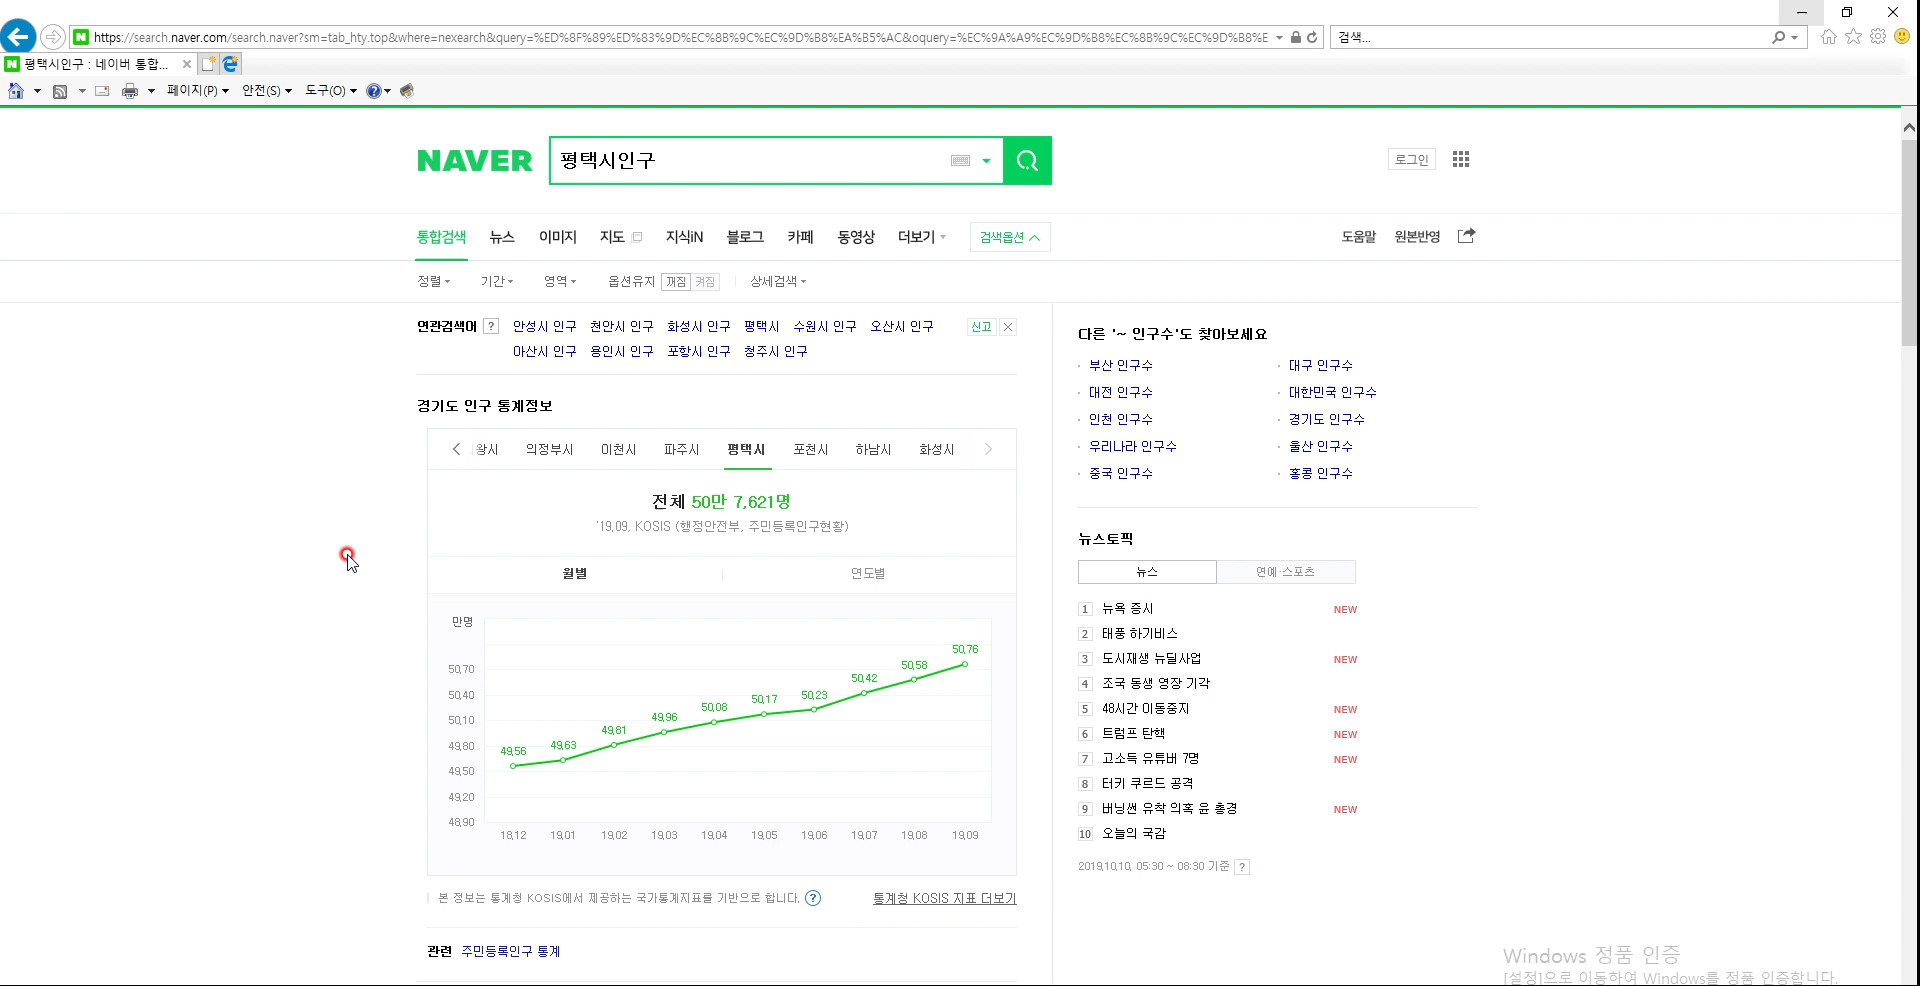 https://search.naver.com/search.naver?sm=tab_hty.top&where=nexearch&query=%ED%8F%89%ED%83%9D%EC%8B%9C%EC%9D%B8%EA%B5%AC&oquery=%EC%9A%A9%EC%9D%B8%EC%8B%9C%EC%9D%B8%E
검색...
평택시인구 : 네이버 통합...
페이지(P) 안전(S) 도구(O)
NAVER 평택시인구
로그인
통합검색 뉴스 이미지 지도 지식iN 블로그 카페 동영상 더보기 검색옵션
도움말 원본반영
정렬 기간 영역 옵션유지 꺼짐 켜짐 상세검색
연관검색어 ? 안성시 인구 천안시 인구 화성시 인구 평택시 수원시 인구 오산시 인구 신고
아산시 인구 용인시 인구 포항시 인구 청주시 인구
경기도 인구 통계정보
왕시 의정부시 이천시 파주시 평택시 포천시 하남시 화성시
전체 50만 7,621명
'19.09, KOSIS (행정안전부, 주민등록인구현황)
월별 연도별
만명
50.76
50.58
50.42
50.23
50.17
50.08
49.96
49.81
49.63
49.56
50.70
50.40
50.10
49.80
49.50
49.20
48.90
18.12 19.01 19.02 19.03 19.04 19.05 19.06 19.07 19.08 19.09
본 정보는 통계청 KOSIS에서 제공하는 국가통계지표를 기반으로 합니다. ?
통계청 KOSIS 지표 더보기
관련 주민등록인구 통계
다른 '~ 인구수'도 찾아보세요
부산 인구수 대구 인구수
대전 인구수 대한민국 인구수
인천 인구수 경기도 인구수
우리나라 인구수 울산 인구수
중국 인구수 홍콩 인구수
뉴스토픽
뉴스 연예·스포츠
1 뉴욕 증시 NEW
2 태풍 하기비스
3 도시재생 뉴딜사업 NEW
4 조국 동생 영장 기각
5 48시간 이동중지 NEW
6 트럼프 탄핵 NEW
7 고소득 유튜버 7명 NEW
8 터키 쿠르드 공격
9 버닝썬 유착 의혹 윤 총경 NEW
10 오늘의 국감
2019.10.10. 05:30 ~ 08:30 기준 ?
Windows 정품 인증
[설정]으로 이동하여 Windows를 정품 인증합니다.